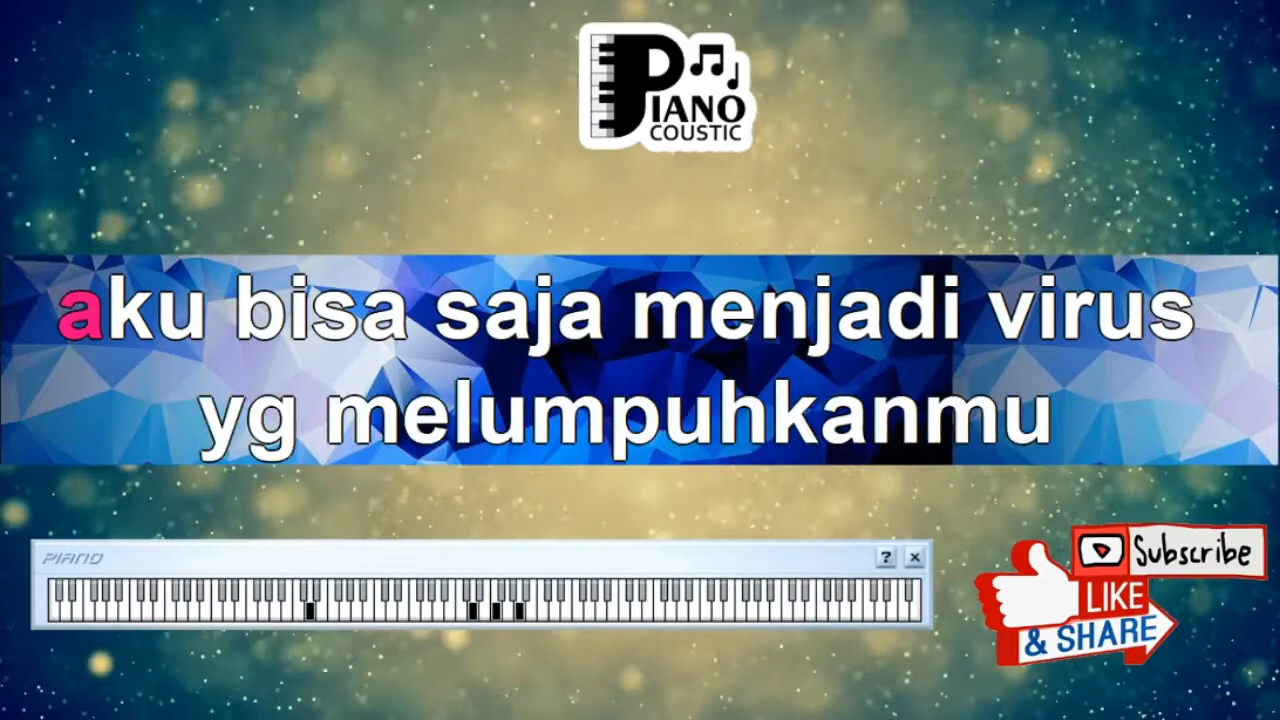 PIANO
COUSTIC
aku bisa saja menjadi virus
yg melumpuhkanmu
PIANO
? ×
Subscribe
LIKE
& SHARE